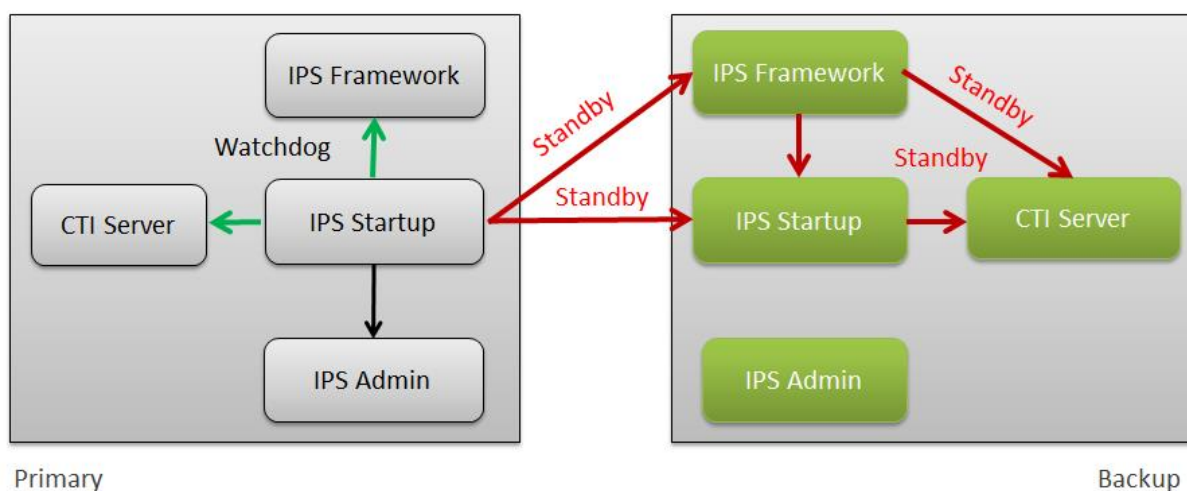 IPS Framework
Watchdog
CTI Server
IPS Startup
IPS Admin
Primary
Standby
Standby
IPS Framework
Standby
Standby
IPS Startup
CTI Server
IPS Admin
Backup